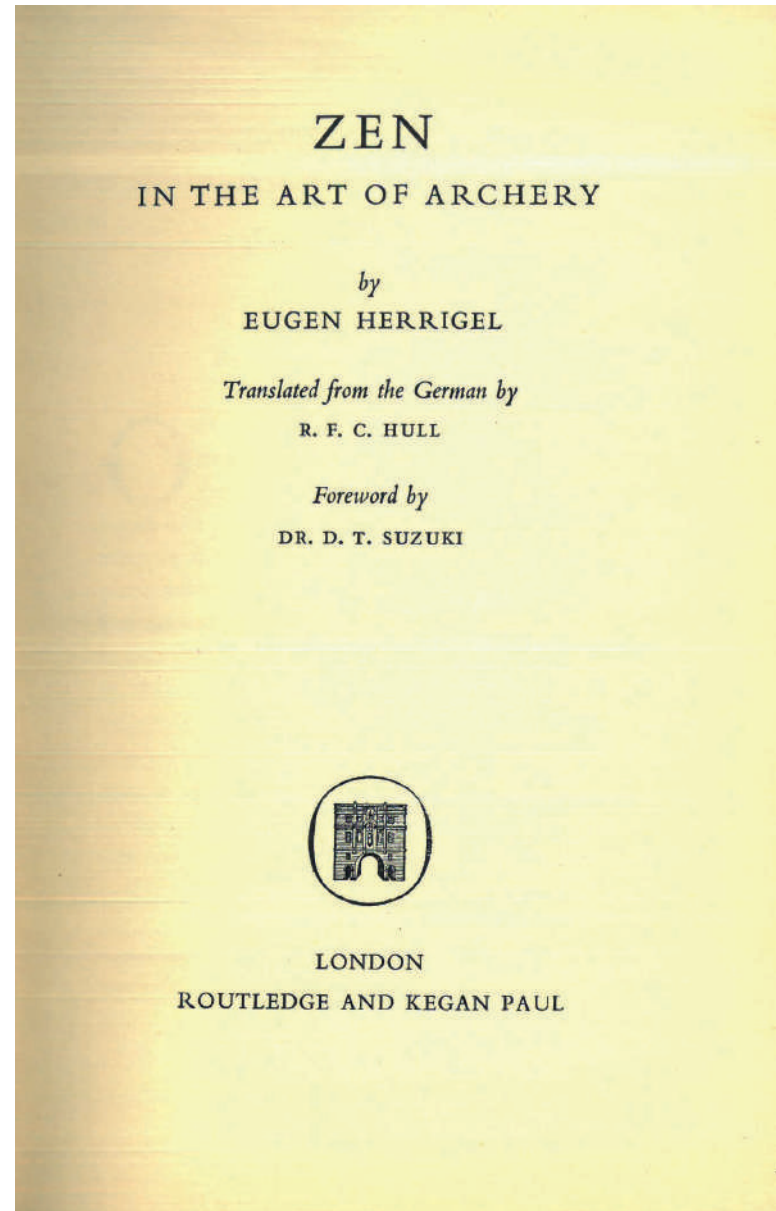 ZEN
IN THE ART OF ARCHERY
by
EUGEN HERRIGEL
Translated from the German by
R. F. C. HULL
Foreword by
DR. D. T. SUZUKI
LONDON
ROUTLEDGE AND KEGAN PAUL